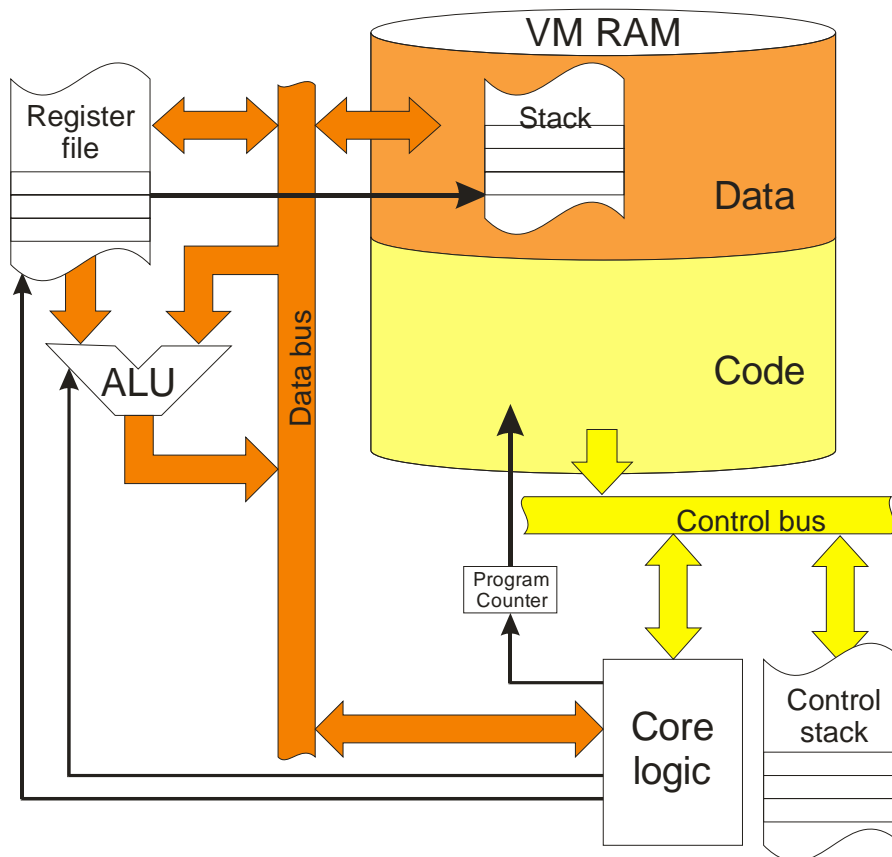 VM RAM
Register
file
Stack
Data
Data bus
ALU
Code
Control bus
Program
Counter
Core
logic
Control
stack